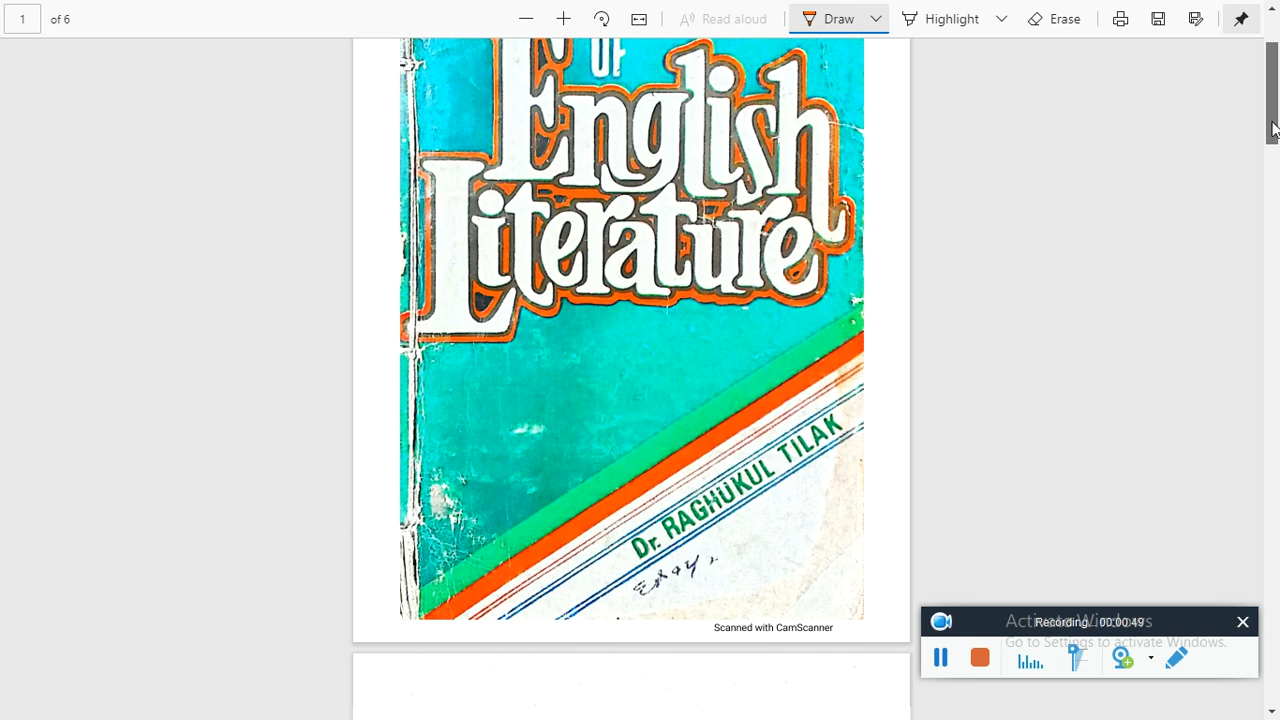 1 of 6
Read aloud
Draw
Highlight
Erase
OF
English
Literature
Dr. RAGHUKUL TILAK
Scanned with CamScanner
Activate Windows
Recording... 00:00:49
Go to Settings to activate Windows.